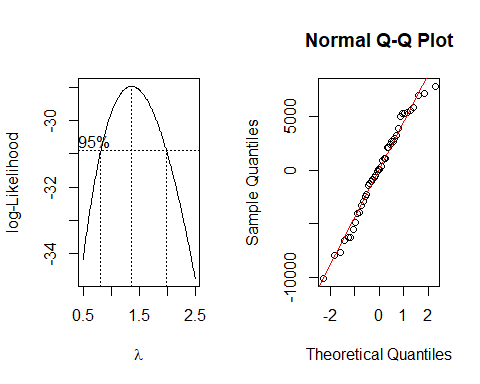 log-Likelihood
-30
-32
-34
95%
0.5
1.5
2.5
λ
Normal Q-Q Plot
Sample Quantiles
5000
0
-10000
-2
0
1
2
Theoretical Quantiles